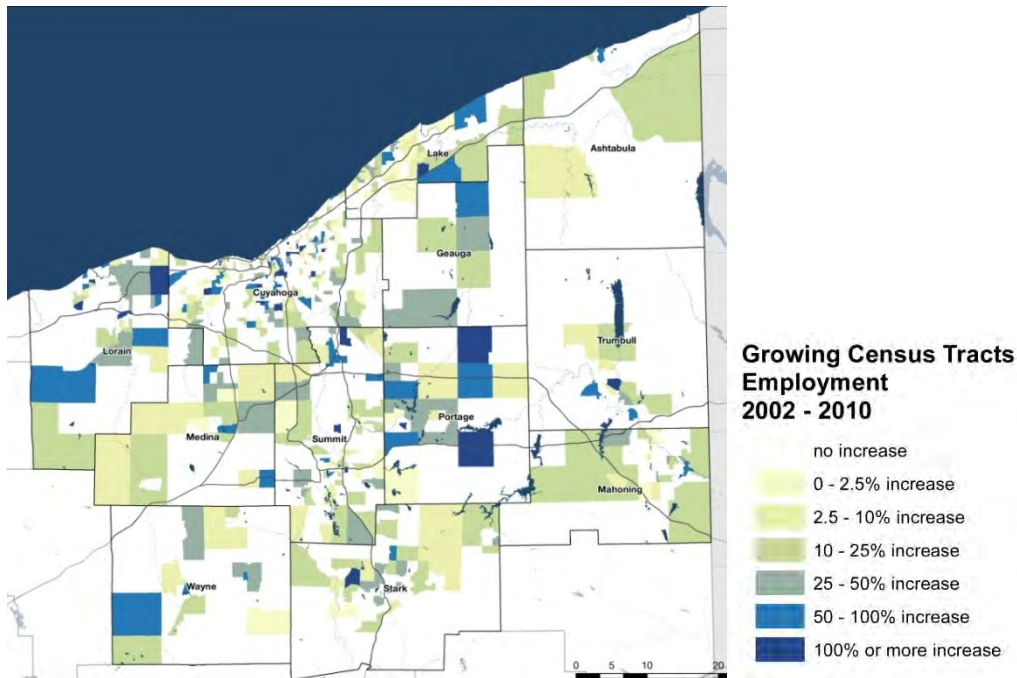 Lake
Ashtabula
Geauga
Cuyahoga
Lorain
Trumbull
Medina
Summit
Portage
Mahoning
Wayne
Stark
0 5 10 20
Growing Census Tracts
Employment
2002 - 2010
no increase
0 - 2.5% increase
2.5 - 10% increase
10 - 25% increase
25 - 50% increase
50 - 100% increase
100% or more increase